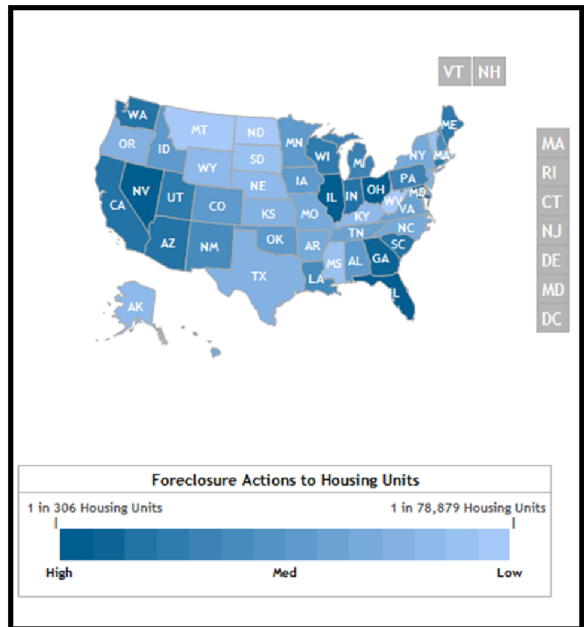 VT NH
WA
ME
MT ND
MN
OR
ID
WI
SD
NY
MA
MA
WY
MI
RI
IA
PA
NE
CT
NV
OH
IL IN
MD
UT
NJ
CO
WV
CA
VA
KS MO
KY
DE
NC
TN
OK
MD
AZ
NM
AR
SC
GA
MS AL
DC
LA
TX
L
AK
Foreclosure Actions to Housing Units
1 in 306 Housing Units 1 in 78,879 Housing Units
High Med Low